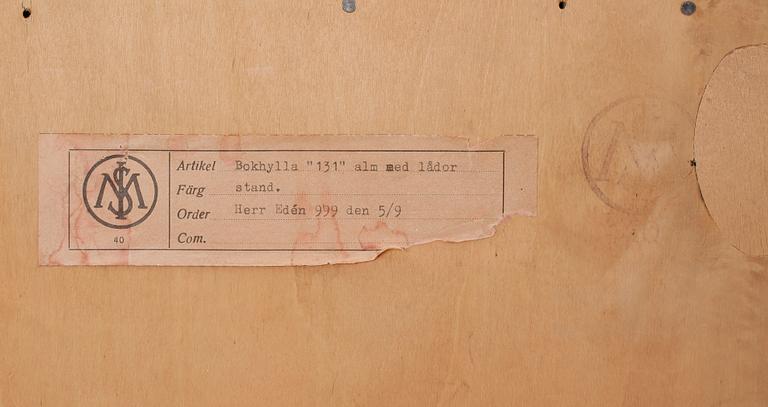 Artikel Bokhylla "131" alm med lådor
Färg stand.
Order Herr Edén 999 den 5/9
Com.
40